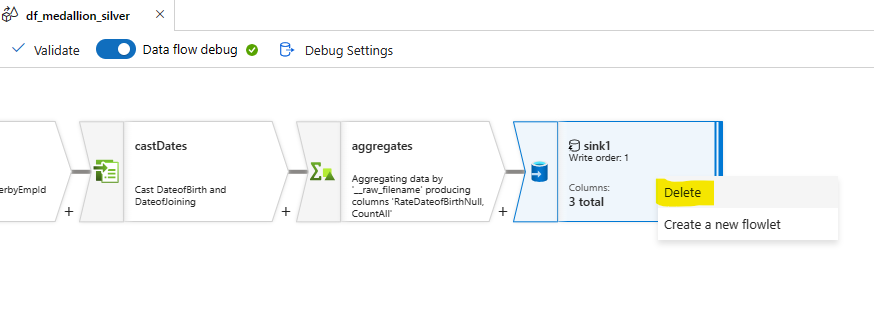 df_medallion_silver
Validate
Data flow debug
Debug Settings
erbyEmpId
castDates
Cast DateofBirth and
DateofJoining
aggregates
Aggregating data by
'__raw_filename' producing
columns 'RateDateofBirthNull,
CountAll'
sink1
Write order: 1
Columns:
3 total
Delete
Create a new flowlet